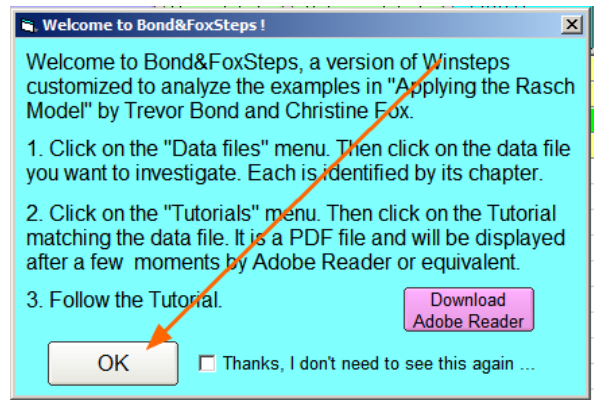 Welcome to Bond&FoxSteps !
Welcome to Bond&FoxSteps, a version of Winsteps
customized to analyze the examples in "Applying the Rasch
Model" by Trevor Bond and Christine Fox.
1. Click on the "Data files" menu. Then click on the data file
you want to investigate. Each is identified by its chapter.
2. Click on the "Tutorials" menu. Then click on the Tutorial
matching the data file. It is a PDF file and will be displayed
after a few moments by Adobe Reader or equivalent.
3. Follow the Tutorial.
Download
Adobe Reader
OK
Thanks, I don't need to see this again ...